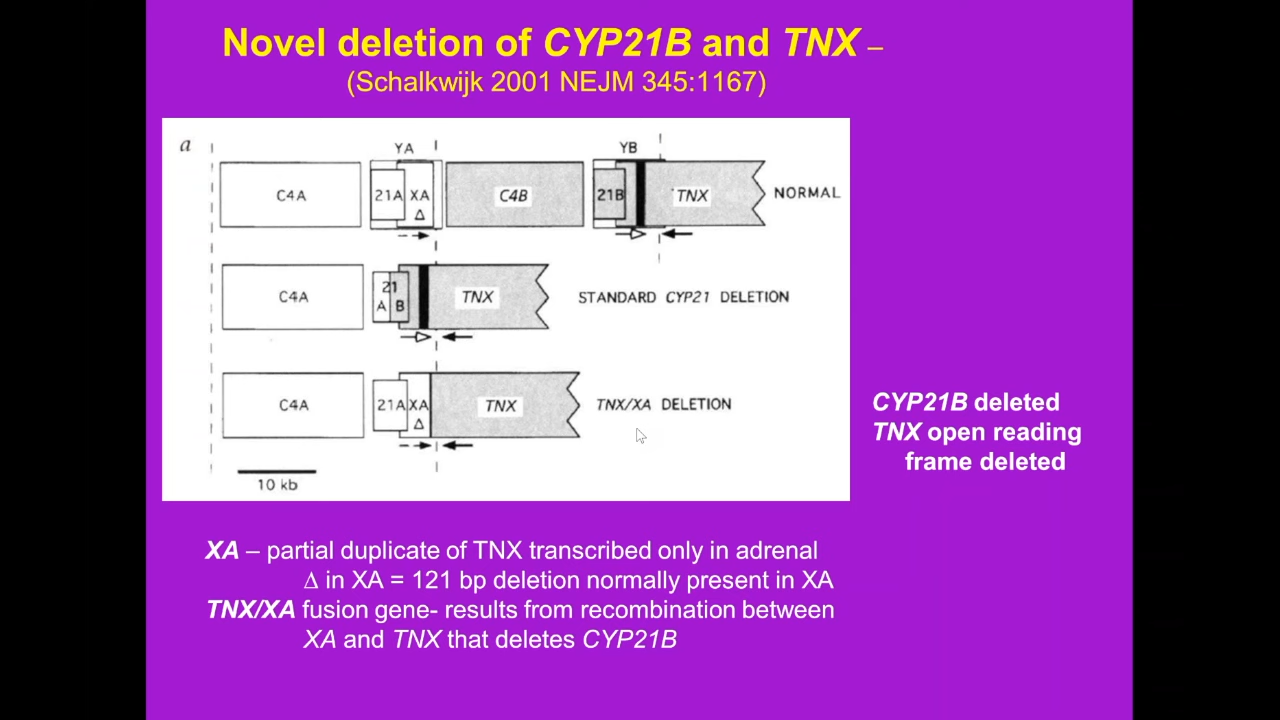 Novel deletion of CYP21B and TNX –
(Schalkwijk 2001 NEJM 345:1167)
a
YA
YB
C4A
21A
XA
Δ
C4B
21B
TNX
NORMAL
C4A
21
A B
TNX
STANDARD CYP21 DELETION
C4A
21A
XA
Δ
TNX
TNX/XA DELETION
10 kb
CYP21B deleted
TNX open reading
frame deleted
XA – partial duplicate of TNX transcribed only in adrenal
Δ in XA = 121 bp deletion normally present in XA
TNX/XA fusion gene- results from recombination between
XA and TNX that deletes CYP21B